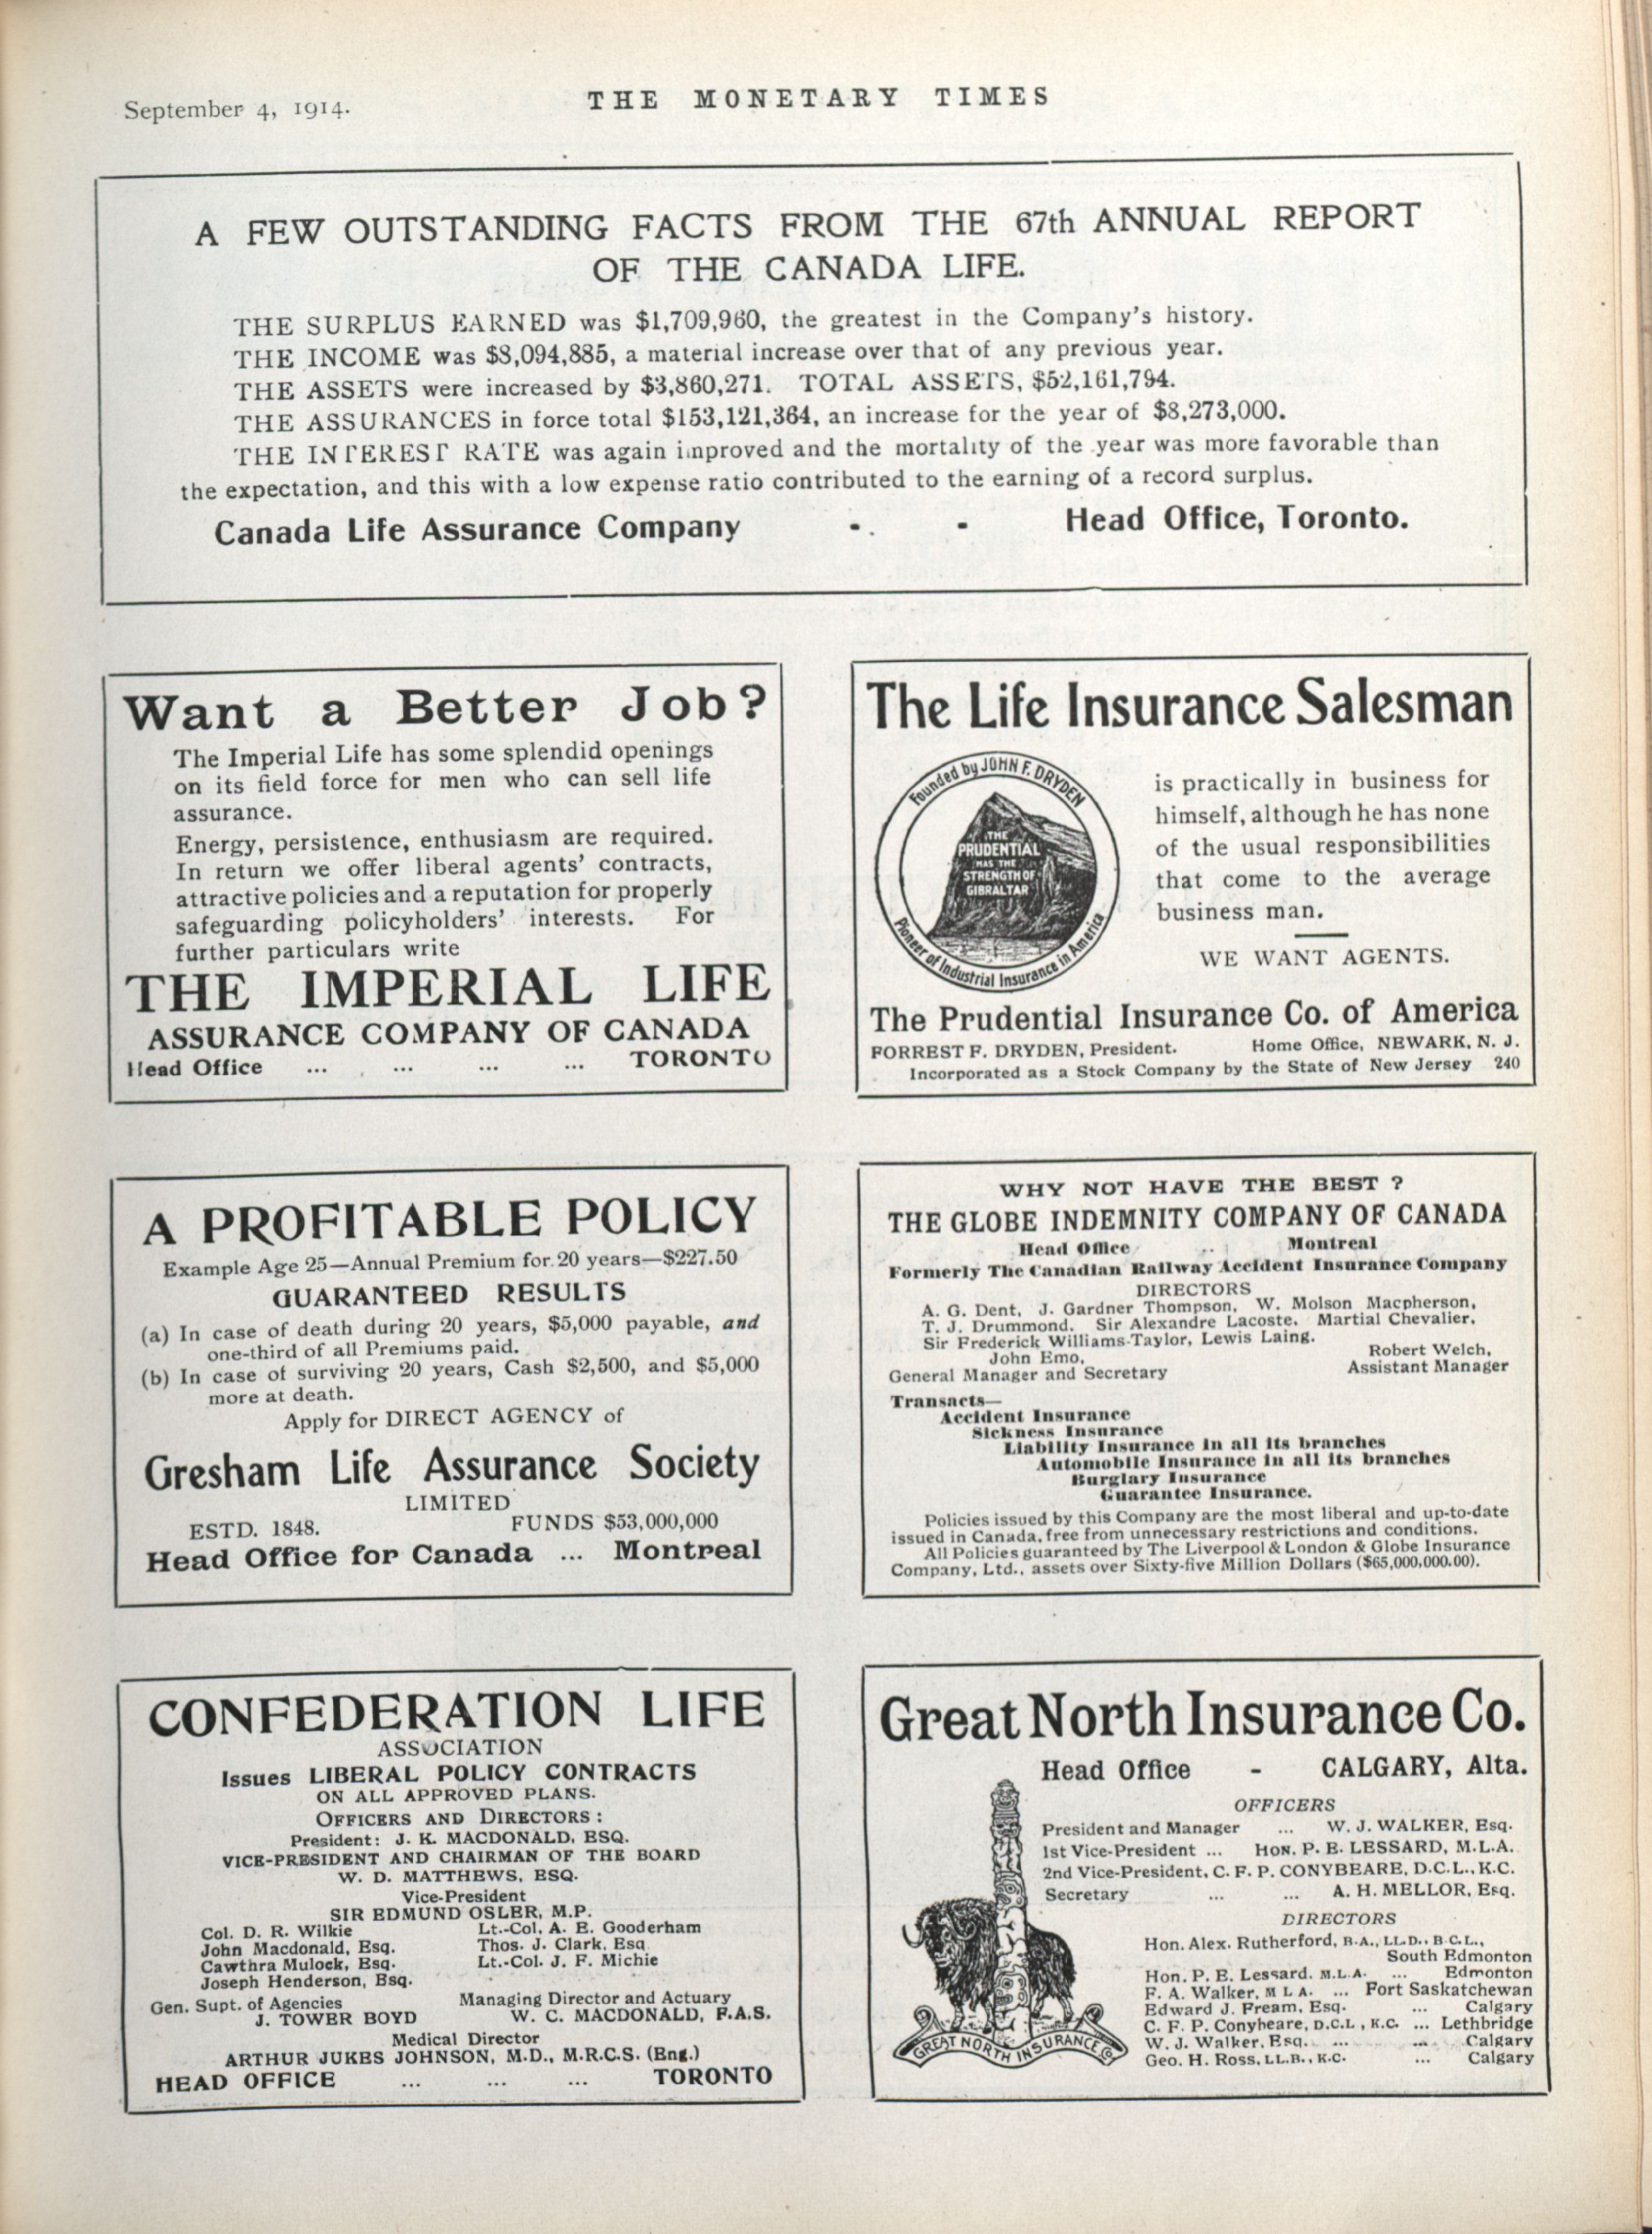 September 4, 1914.
THE MONETARY TIMES
A FEW OUTSTANDING FACTS FROM THE 67th ANNUAL REPORT
OF THE CANADA LIFE.
THE SURPLUS EARNED was $1,709,960, the greatest in the Company's history.
THE INCOME was $8,094,885, a material increase over that of any previous year.
THE ASSETS were increased by $3,860,271. TOTAL ASSETS, $52,161,794.
THE ASSURANCES in force total $153,121,364, an increase for the year of $8,273,000.
THE INTEREST RATE was again improved and the mortality of the year was more favorable than
the expectation, and this with a low expense ratio contributed to the earning of a record surplus.
Canada Life Assurance Company - - Head Office, Toronto.
Want a Better Job?
The Imperial Life has some splendid openings
on its field force for men who can sell life
assurance.
Energy, persistence, enthusiasm are required.
In return we offer liberal agents' contracts,
attractive policies and a reputation for properly
safeguarding policyholders' interests. For
further particulars write
THE IMPERIAL LIFE
ASSURANCE COMPANY OF CANADA
Head Office ... ... ... ... TORONTO
The Life Insurance Salesman
Founded by JOHN F. DRYDEN
THE
PRUDENTIAL
HAS THE
STRENGTH OF
GIBRALTAR
Pioneer of Industrial Insurance in America
is practically in business for
himself, although he has none
of the usual responsibilities
that come to the average
business man.
WE WANT AGENTS.
The Prudential Insurance Co. of America
FORREST F. DRYDEN, President. Home Office, NEWARK, N. J.
Incorporated as a Stock Company by the State of New Jersey 240
A PROFITABLE POLICY
Example Age 25—Annual Premium for 20 years—$227.50
GUARANTEED RESULTS
(a) In case of death during 20 years, $5,000 payable, and
one-third of all Premiums paid.
(b) In case of surviving 20 years, Cash $2,500, and $5,000
more at death.
Apply for DIRECT AGENCY of
Gresham Life Assurance Society
LIMITED
ESTD. 1848. FUNDS $53,000,000
Head Office for Canada ... Montreal
WHY NOT HAVE THE BEST ?
THE GLOBE INDEMNITY COMPANY OF CANADA
Head Office .. Montreal
Formerly The Canadian Railway Accident Insurance Company
DIRECTORS
A. G. Dent, J. Gardner Thompson, W. Molson Macpherson,
T. J. Drummond, Sir Alexandre Lacoste, Martial Chevalier,
Sir Frederick Williams-Taylor, Lewis Laing.
John Emo, Robert Welch,
General Manager and Secretary Assistant Manager
Transacts—
Accident Insurance
Sickness Insurance
Liability Insurance in all its branches
Automobile Insurance in all its branches
Burglary Insurance
Guarantee Insurance.
Policies issued by this Company are the most liberal and up-to-date
issued in Canada, free from unnecessary restrictions and conditions.
All Policies guaranteed by The Liverpool & London & Globe Insurance
Company, Ltd., assets over Sixty-five Million Dollars ($65,000,000.00).
CONFEDERATION LIFE
ASSOCIATION
Issues LIBERAL POLICY CONTRACTS
ON ALL APPROVED PLANS.
OFFICERS AND DIRECTORS :
President: J. K. MACDONALD, ESQ.
VICE-PRESIDENT AND CHAIRMAN OF THE BOARD
W. D. MATTHEWS, ESQ.
Vice-President
SIR EDMUND OSLER, M.P.
Col. D. R. Wilkie Lt.-Col. A. E. Gooderham
John Macdonald, Esq. Thos. J. Clark, Esq
Cawthra Mulock, Esq. Lt.-Col. J. F. Michie
Joseph Henderson, Esq.
Gen. Supt. of Agencies Managing Director and Actuary
J. TOWER BOYD W. C. MACDONALD, F.A.S.
Medical Director
ARTHUR JUKES JOHNSON, M.D., M.R.C.S. (Eng.)
HEAD OFFICE ... ... ... TORONTO
Great North Insurance Co.
Head Office - CALGARY, Alta.
OFFICERS
President and Manager ... W. J. WALKER, Esq.
1st Vice-President ... HON. P. E. LESSARD, M.L.A.
2nd Vice-President, C. F. P. CONYBEARE, D.C.L., K.C.
Secretary ... ... A. H. MELLOR, Esq.
DIRECTORS
Hon. Alex. Rutherford, B.A., LL.D., B.C.L.,
South Edmonton
Hon. P. E. Lessard, M.L.A. ... Edmonton
F. A. Walker, M L A. ... Fort Saskatchewan
Edward J. Fream, Esq. ... Calgary
C. F. P. Conybeare, D.C.L , K.C. ... Lethbridge
W. J. Walker, Esq. ... ... Calgary
Geo. H. Ross, LL.B., K.C. ... Calgary
GREAT NORTH INSURANCE Co